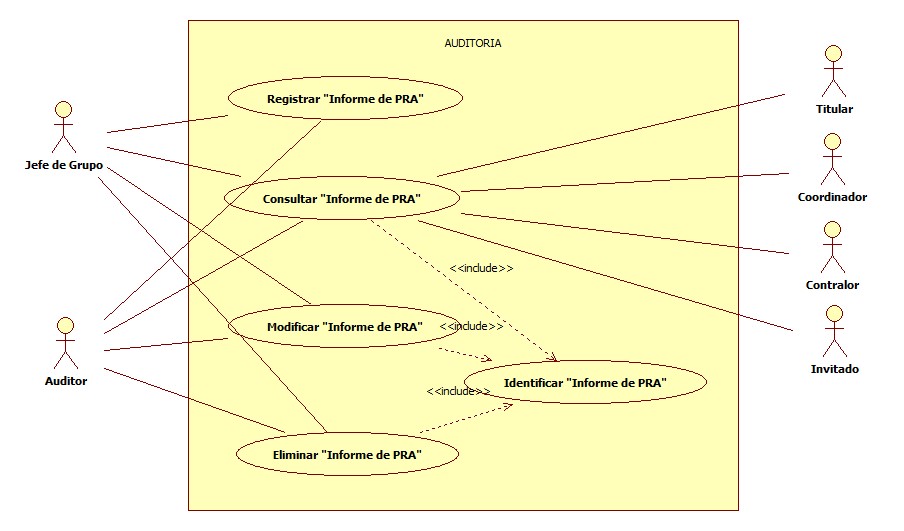 AUDITORIA
Titular
Registrar "Informe de PRA"
Jefe de Grupo
Coordinador
Consultar "Informe de PRA"
<<include>>
Contralor
Modificar "Informe de PRA"
<<include>>
Auditor
Invitado
Identificar "Informe de PRA"
<<include>>
Eliminar "Informe de PRA"